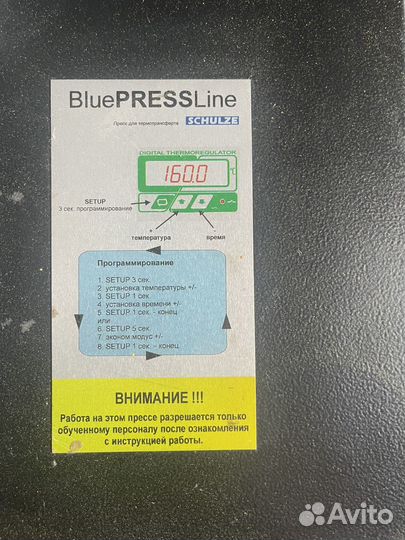 BluePRESSLine
Пресс для термотрансфера SCHULZE
DIGITAL THERMOREGULATOR
160.0
SETUP
3 сек. программирование
+ -
температура время
Программирование
1. SETUP 3 сек.
2 установка температуры +/-
3. SETUP 1 сек.
4 установка времени +/-
5 SETUP 1 сек. - конец
или
6. SETUP 5 сек.
7. эконом модус +/-
8. SETUP 1 сек. - конец
ВНИМАНИЕ !!!
Работа на этом прессе разрешается только
обученному персоналу после ознакомления
с инструкцией работы.
Avito